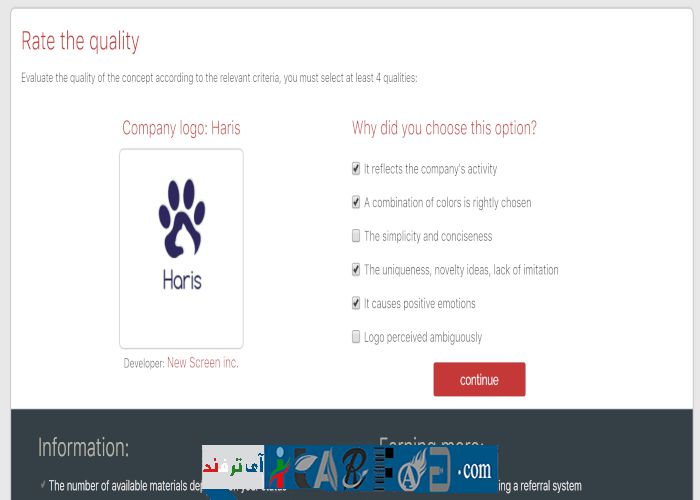 Rate the quality
Evaluate the quality of the concept according to the relevant criteria, you must select at least 4 qualities:
Company logo: Haris
Haris
Developer: New Screen inc.
Why did you choose this option?
It reflects the company's activity
A combination of colors is rightly chosen
The simplicity and conciseness
The uniqueness, novelty ideas, lack of imitation
It causes positive emotions
Logo perceived ambiguously
continue
Information:
Earning more:
The number of available materials
your status
a referral system
آی ترفند
.com